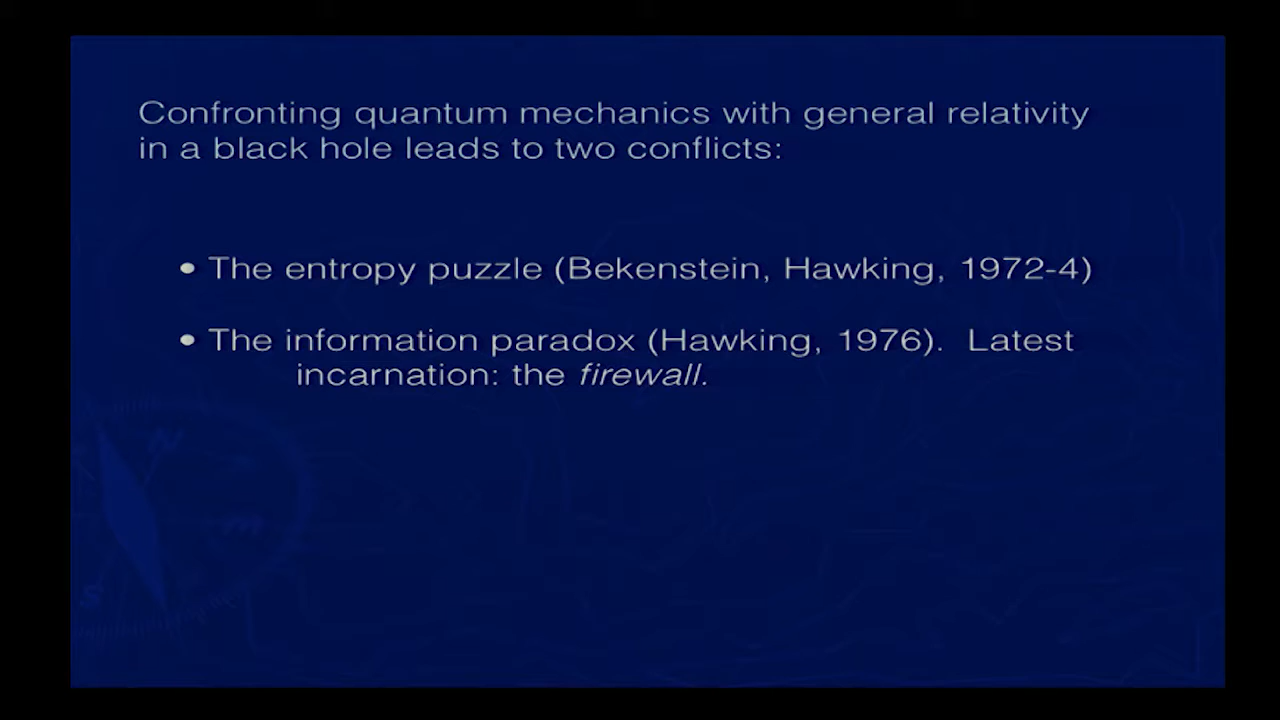 Confronting quantum mechanics with general relativity
in a black hole leads to two conflicts:
• The entropy puzzle (Bekenstein, Hawking, 1972-4)
• The information paradox (Hawking, 1976).  Latest
incarnation: the firewall.